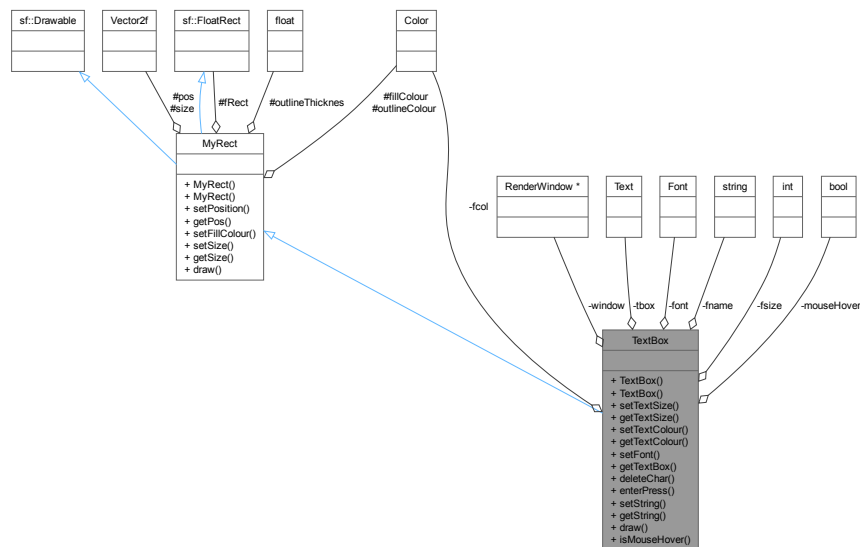 sf::Drawable
Vector2f
sf::FloatRect
float
Color
#pos
#size
#fRect
#outlineThicknes
#fillColour
#outlineColour
MyRect
+ MyRect()
+ MyRect()
+ setPosition()
+ getPos()
+ setFillColour()
+ setSize()
+ getSize()
+ draw()
RenderWindow *
Text
Font
string
int
bool
-fcol
-window
-tbox
-font
-fname
-fsize
-mouseHover
TextBox
+ TextBox()
+ TextBox()
+ setTextSize()
+ getTextSize()
+ setTextColour()
+ getTextColour()
+ setFont()
+ getTextBox()
+ deleteChar()
+ enterPress()
+ setString()
+ getString()
+ draw()
+ isMouseHover()